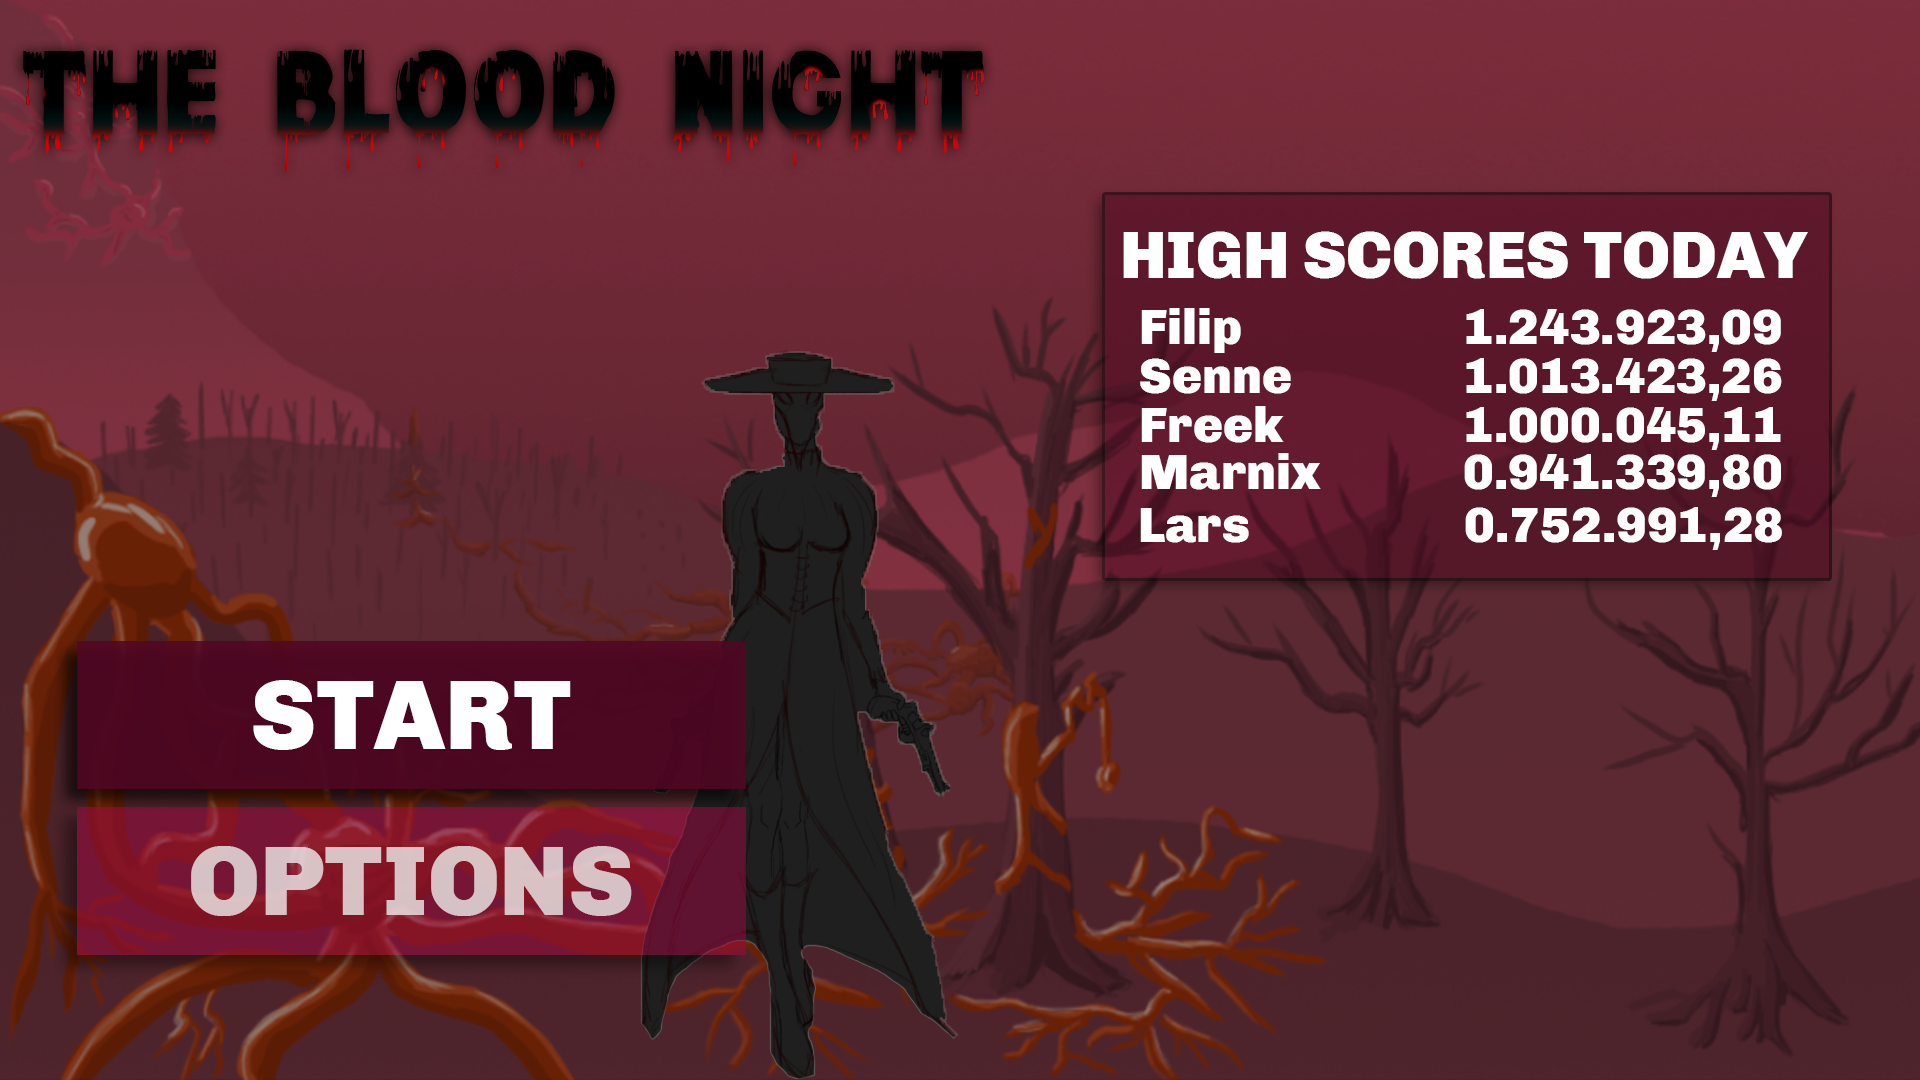 THE BLOOD NIGHT
HIGH SCORES TODAY
Filip 1.243.923,09
Senne 1.013.423,26
Freek 1.000.045,11
Marnix 0.941.339,80
Lars 0.752.991,28
START
OPTIONS